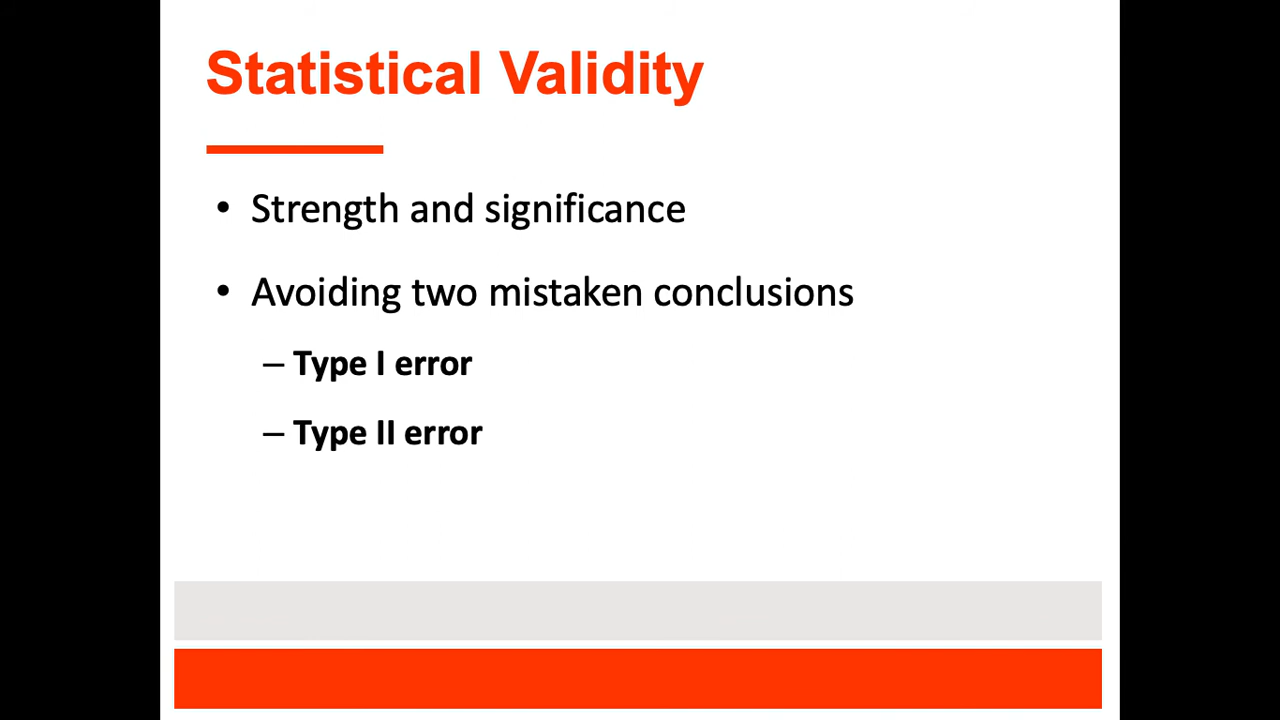 Statistical Validity
• Strength and significance
• Avoiding two mistaken conclusions
– Type I error
– Type II error